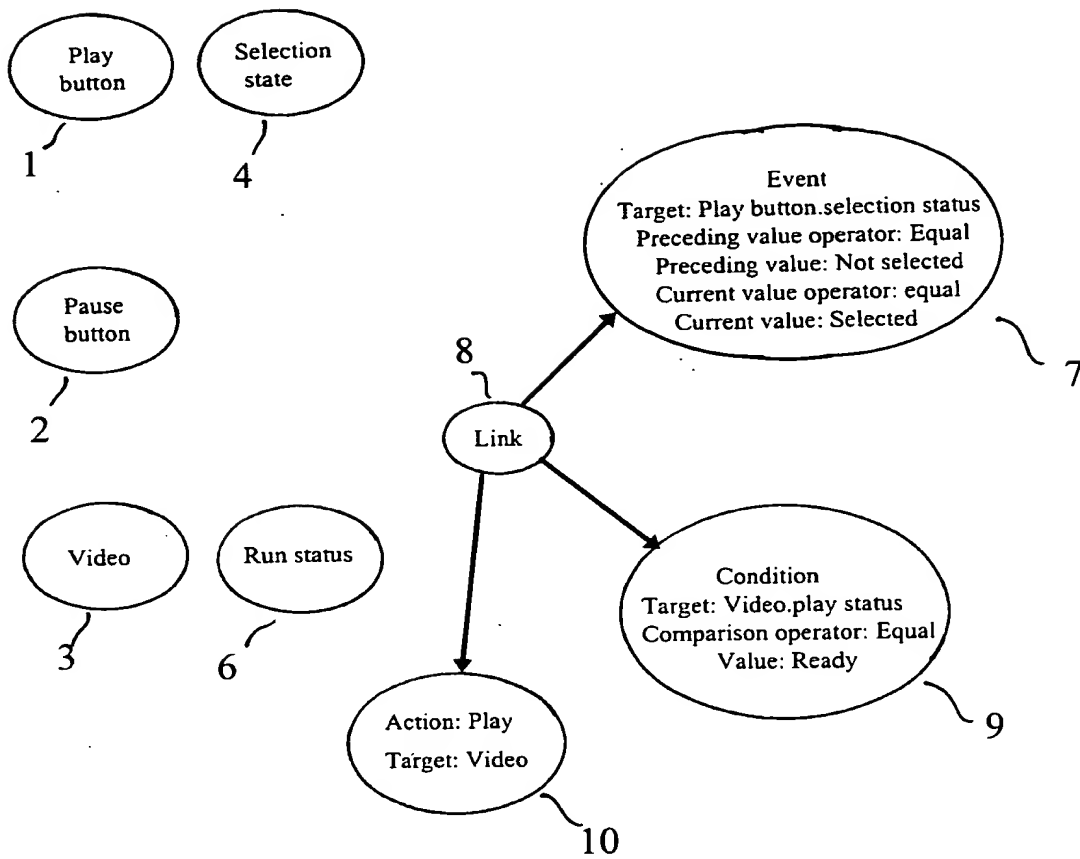 Play
button
1
Selection
state
4
Event
Target: Play button.selection status
Preceding value operator: Equal
Preceding value: Not selected
Current value operator: equal
Current value: Selected
7
Pause
button
2
8
Link
Video
3
Run status
6
Condition
Target: Video.play status
Comparison operator: Equal
Value: Ready
9
Action: Play
Target: Video
10